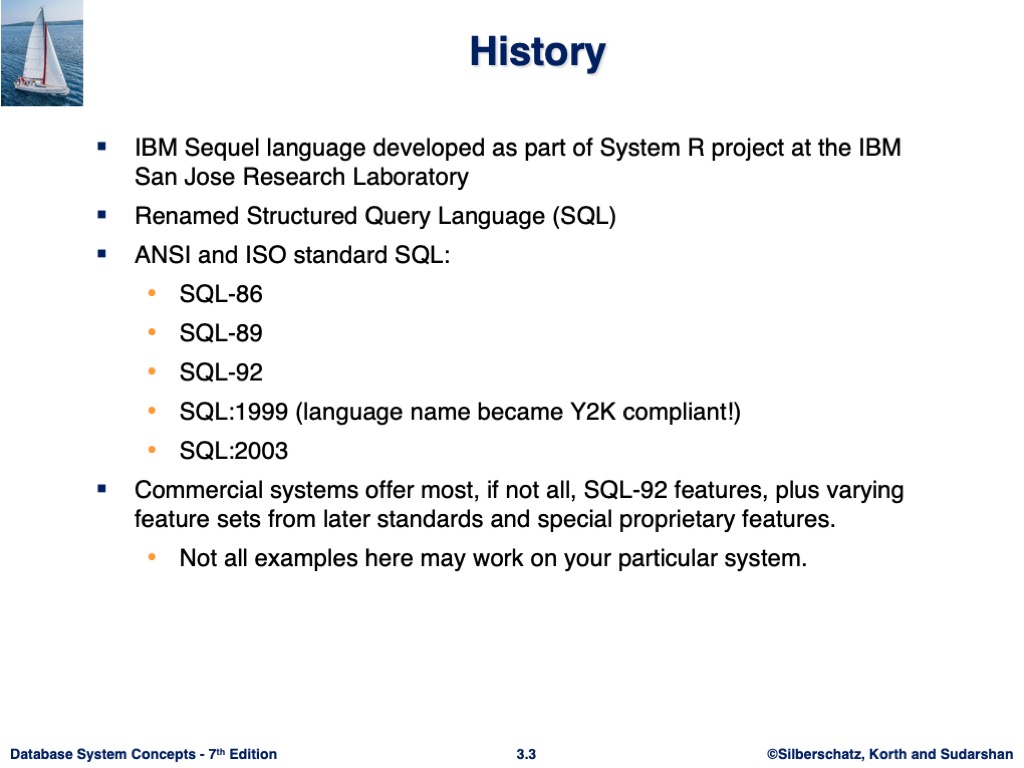 History
▪ IBM Sequel language developed as part of System R project at the IBM
San Jose Research Laboratory
▪ Renamed Structured Query Language (SQL)
▪ ANSI and ISO standard SQL:
• SQL-86
• SQL-89
• SQL-92
• SQL:1999 (language name became Y2K compliant!)
• SQL:2003
▪ Commercial systems offer most, if not all, SQL-92 features, plus varying
feature sets from later standards and special proprietary features.
• Not all examples here may work on your particular system.
Database System Concepts - 7th Edition
3.3
©Silberschatz, Korth and Sudarshan